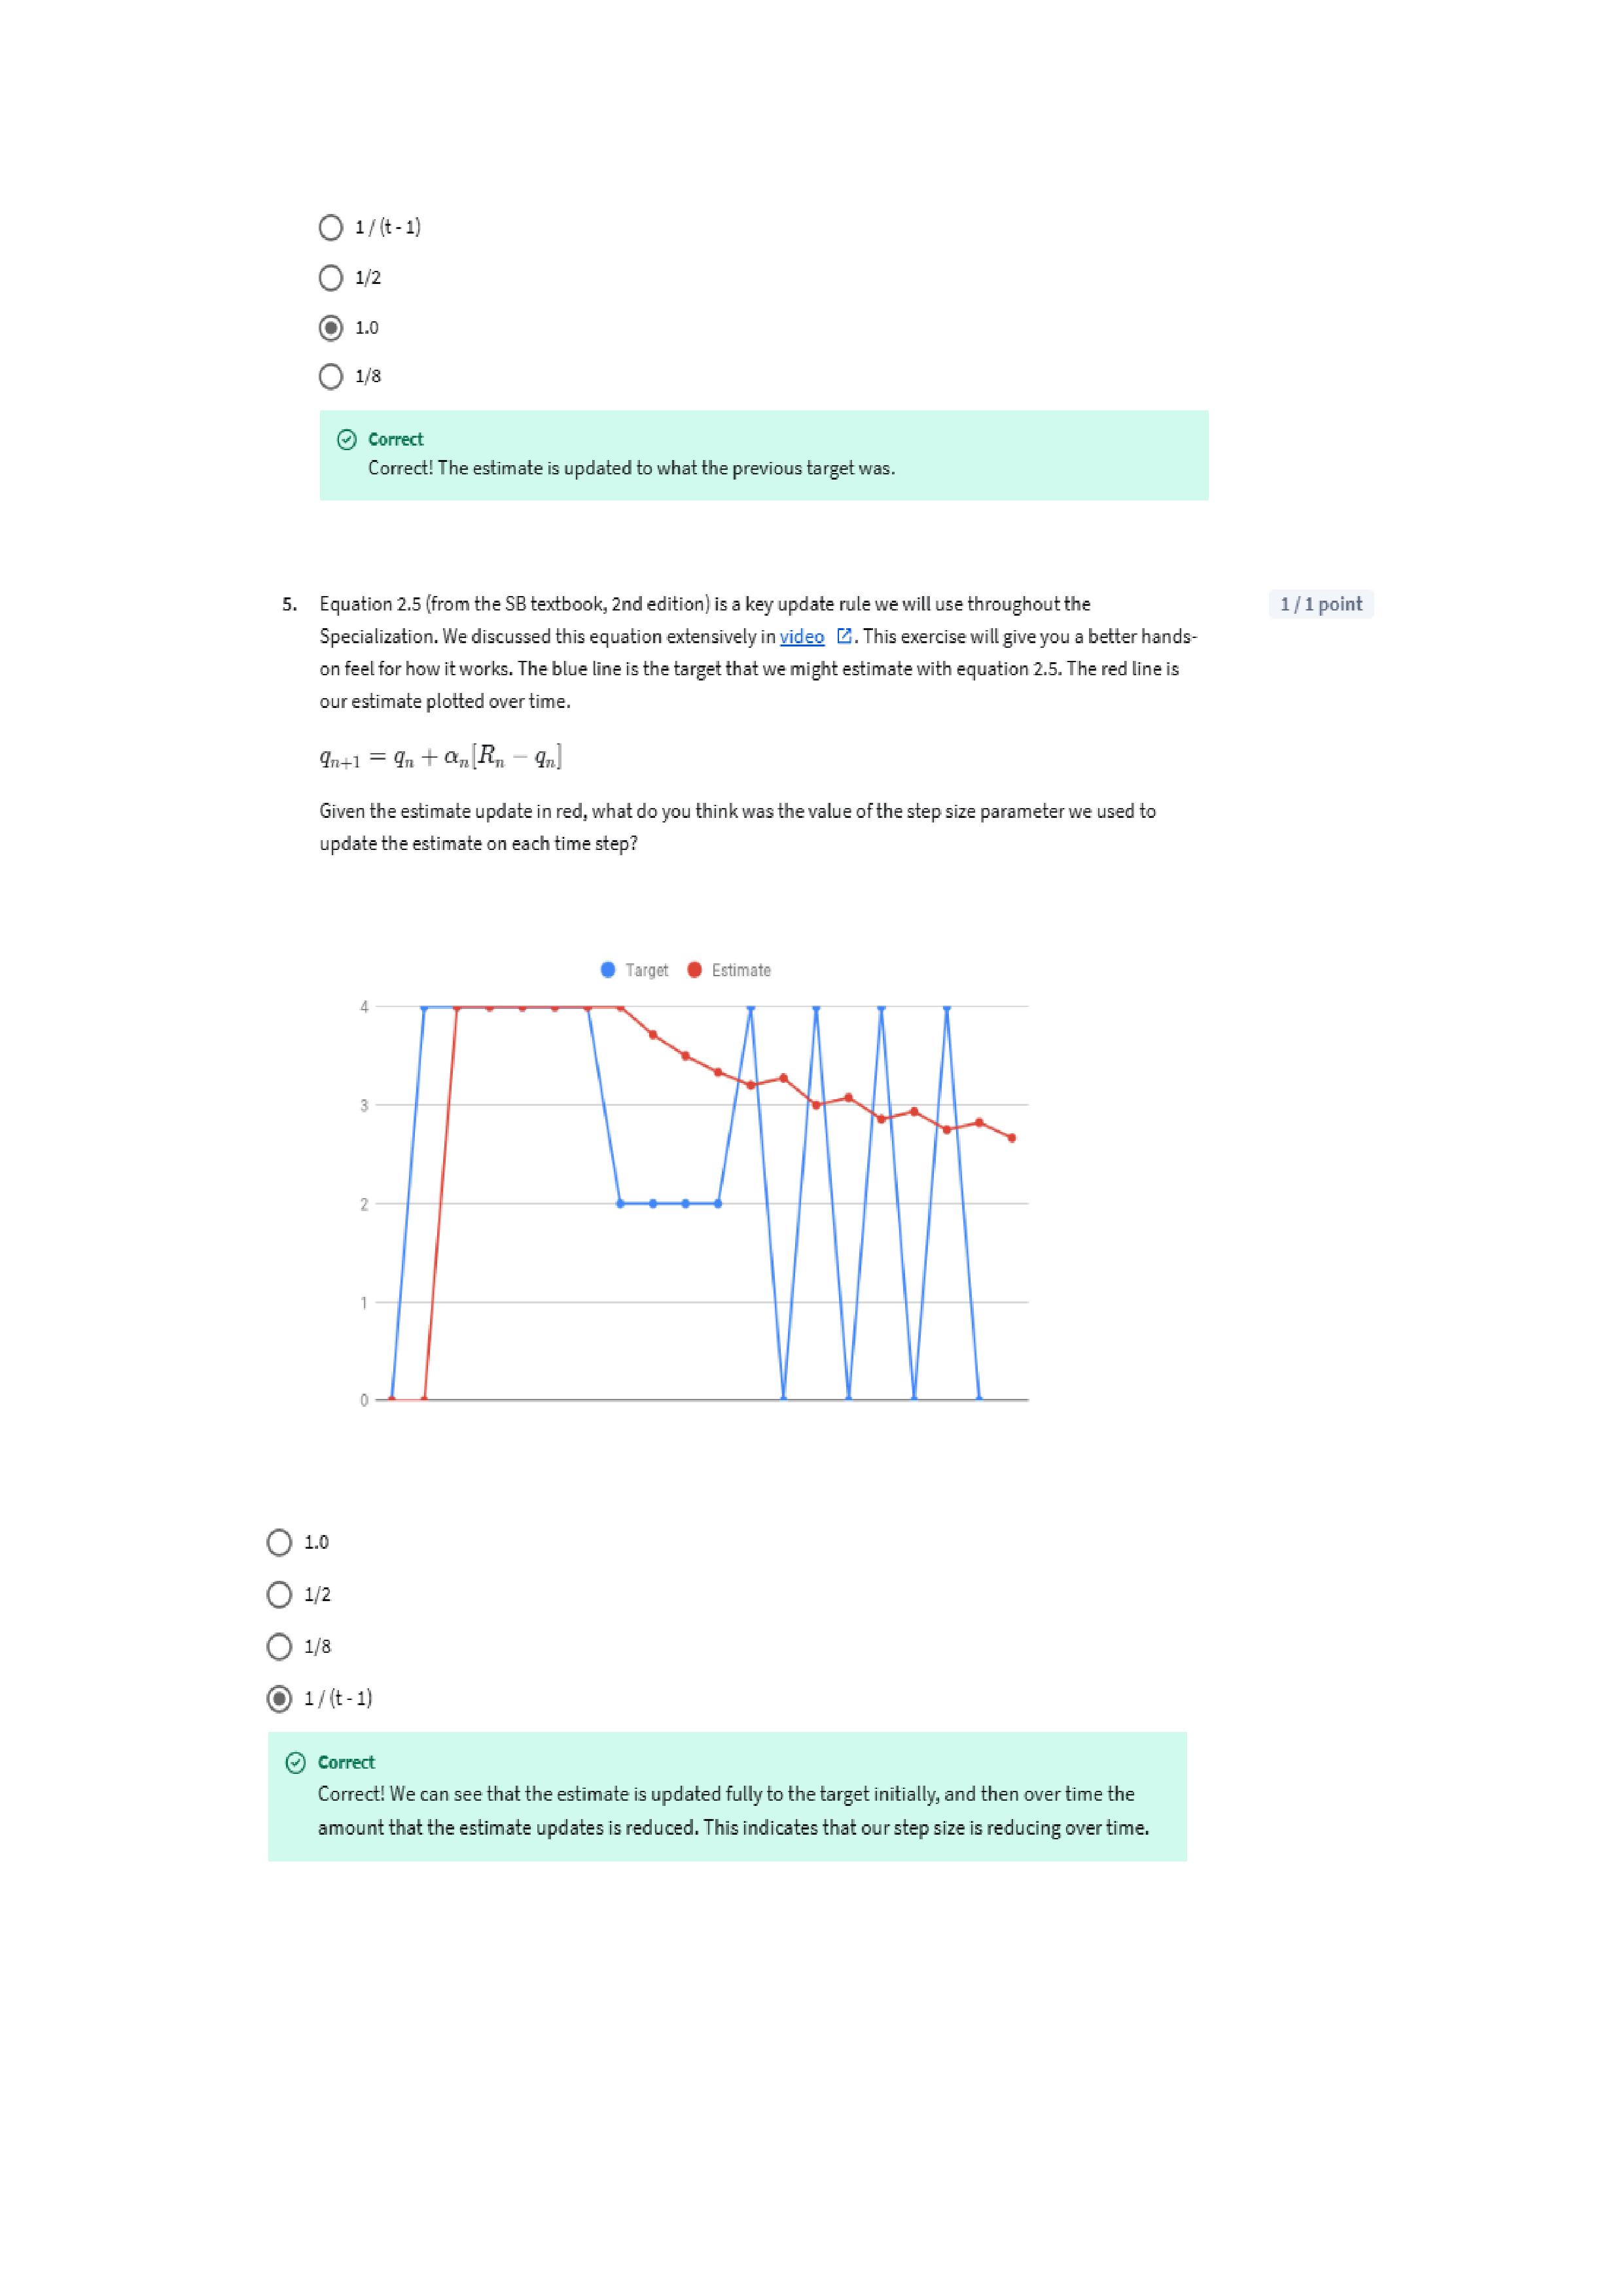 1 / (t - 1)
1/2
1.0
1/8
Correct
Correct! The estimate is updated to what the previous target was.
5. Equation 2.5 (from the SB textbook, 2nd edition) is a key update rule we will use throughout the
1 / 1 point
Specialization. We discussed this equation extensively in video. This exercise will give you a better hands-
on feel for how it works. The blue line is the target that we might estimate with equation 2.5. The red line is
our estimate plotted over time.
qₙ₊₁ = qₙ + αₙ[Rₙ − qₙ]
Given the estimate update in red, what do you think was the value of the step size parameter we used to
update the estimate on each time step?
Target Estimate
4
3
2
1
0
1.0
1/2
1/8
1 / (t - 1)
Correct
Correct! We can see that the estimate is updated fully to the target initially, and then over time the
amount that the estimate updates is reduced. This indicates that our step size is reducing over time.